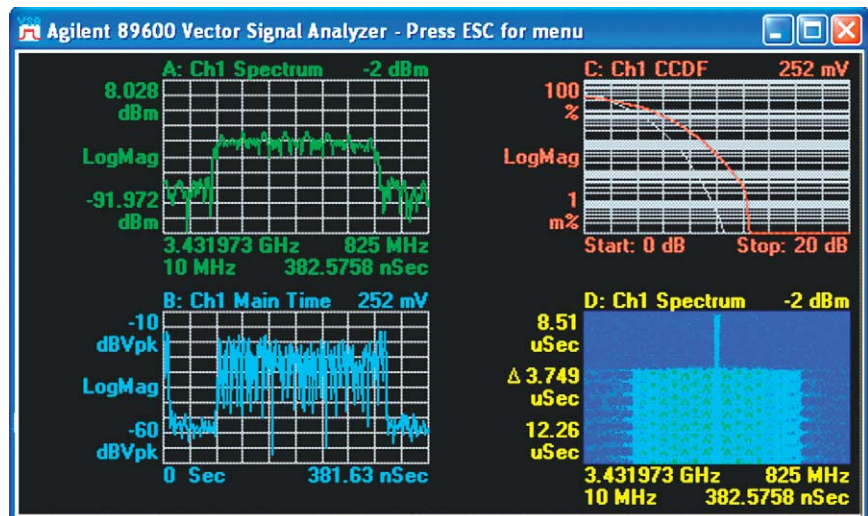 VSA
Agilent 89600 Vector Signal Analyzer - Press ESC for menu
A: Ch1 Spectrum -2 dBm
8.028
dBm
LogMag
-91.972
dBm
3.431973 GHz 825 MHz
10 MHz 382.5758 nSec
C: Ch1 CCDF 252 mV
100
%
LogMag
1
m%
Start: 0 dB Stop: 20 dB
B: Ch1 Main Time 252 mV
-10
dBVpk
LogMag
-60
dBVpk
0 Sec 381.63 nSec
D: Ch1 Spectrum -2 dBm
8.51
uSec
Δ 3.749
uSec
12.26
uSec
3.431973 GHz 825 MHz
10 MHz 382.5758 nSec